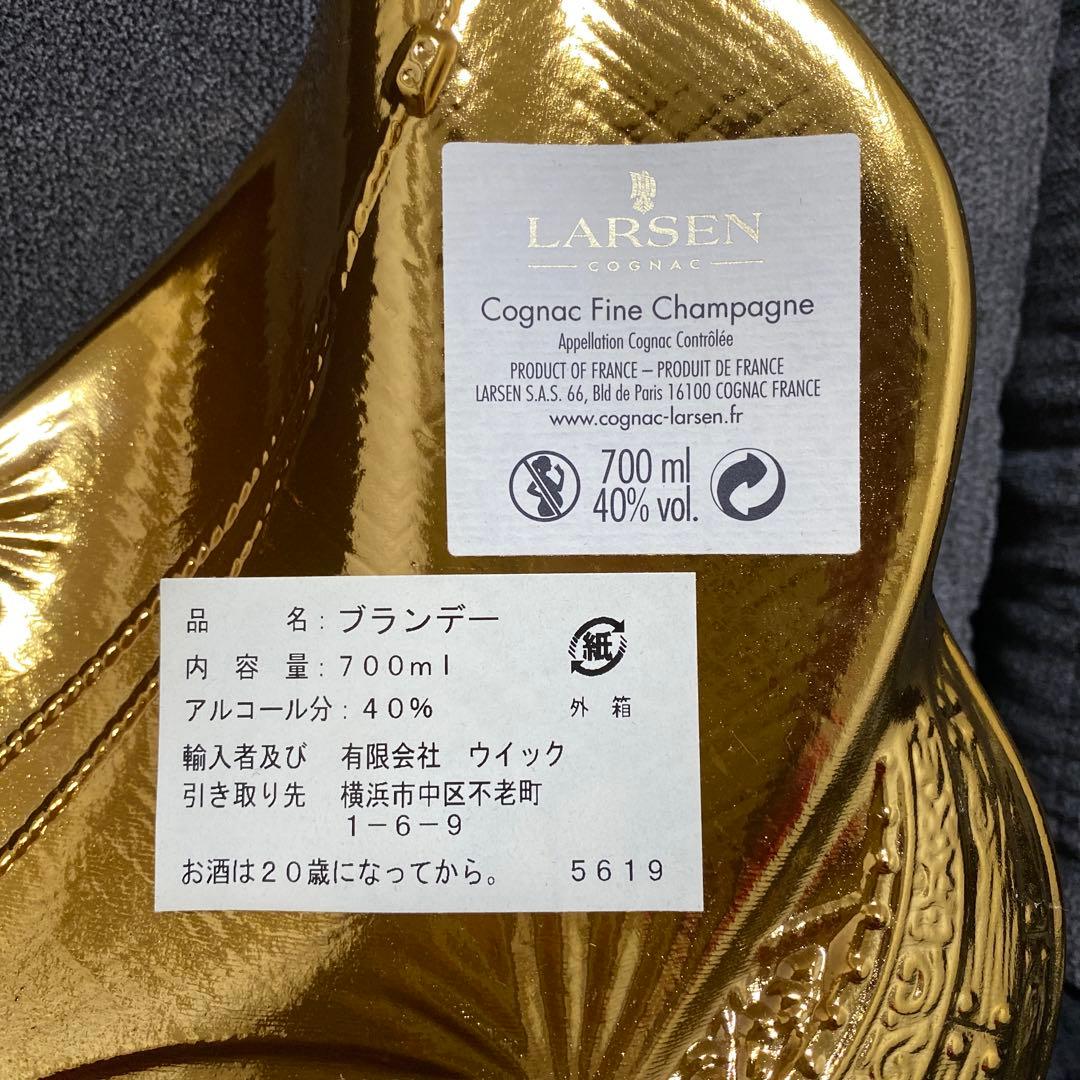 LARSEN
COGNAC
Cognac Fine Champagne
Appellation Cognac Contrôlée
PRODUCT OF FRANCE – PRODUIT DE FRANCE
LARSEN S.A.S. 66, Bld de Paris 16100 COGNAC FRANCE
www.cognac-larsen.fr
700 ml
40% vol.
品　　名：ブランデー
内 容 量：700ml
アルコール分：40%
紙
外 箱
輸入者及び　有限会社　ウイック
引き取り先　横浜市中区不老町
1－6－9
お酒は20歳になってから。　5619